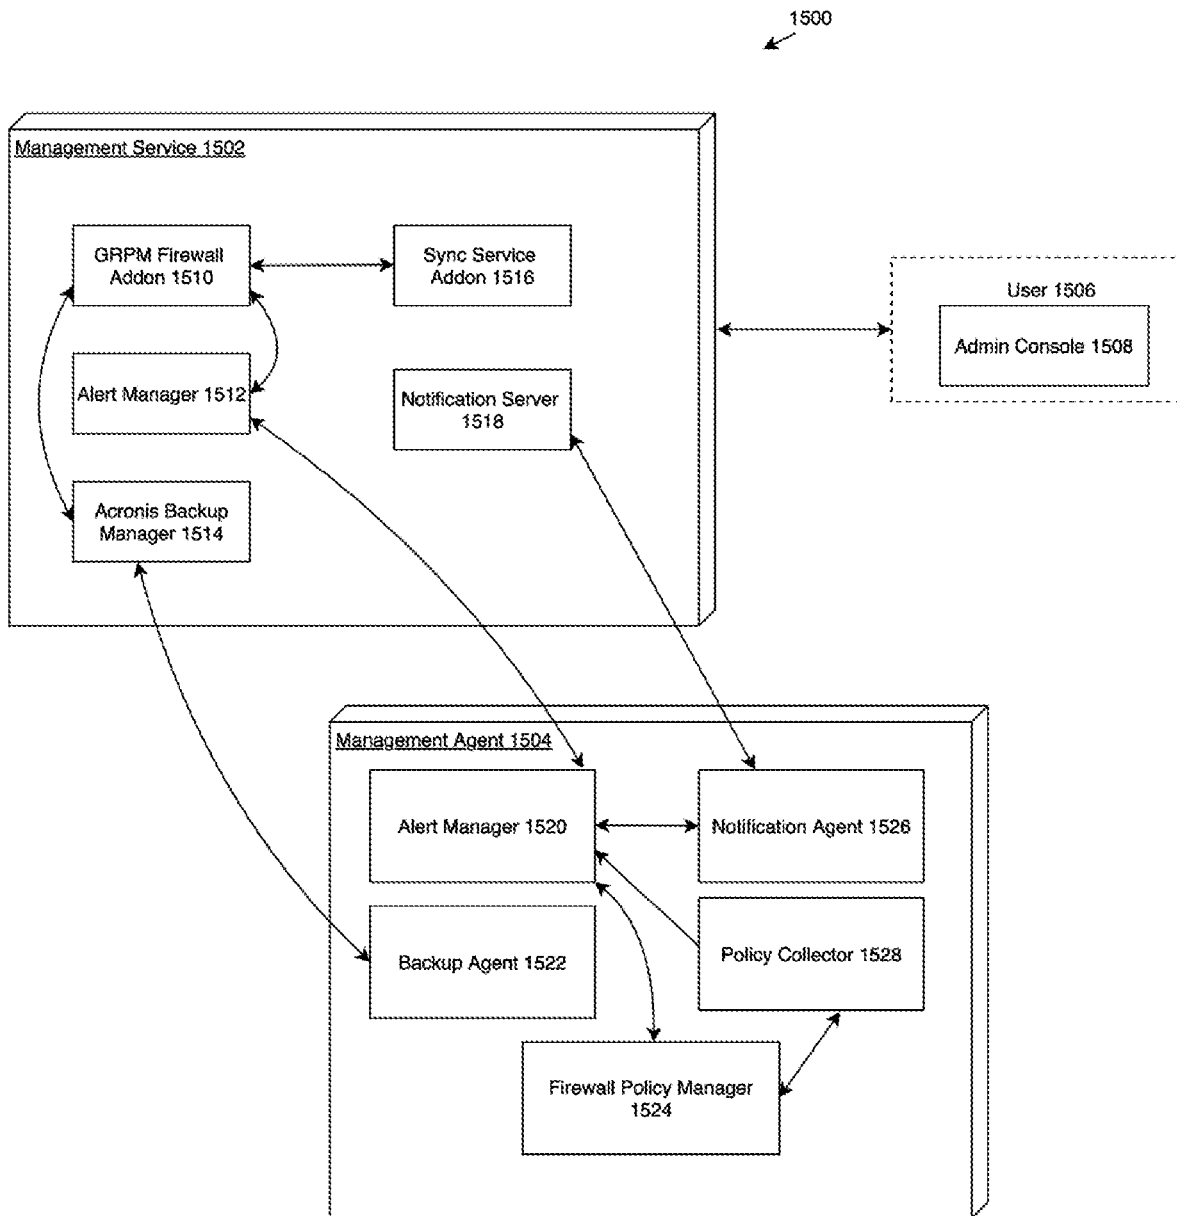 1500
Management Service 1502
GRPM Firewall
Addon 1510
Sync Service
Addon 1516
User 1506
Admin Console 1508
Alert Manager 1512
Notification Server
1518
Acronis Backup
Manager 1514
Management Agent 1504
Alert Manager 1520
Notification Agent 1526
Backup Agent 1522
Policy Collector 1528
Firewall Policy Manager
1524